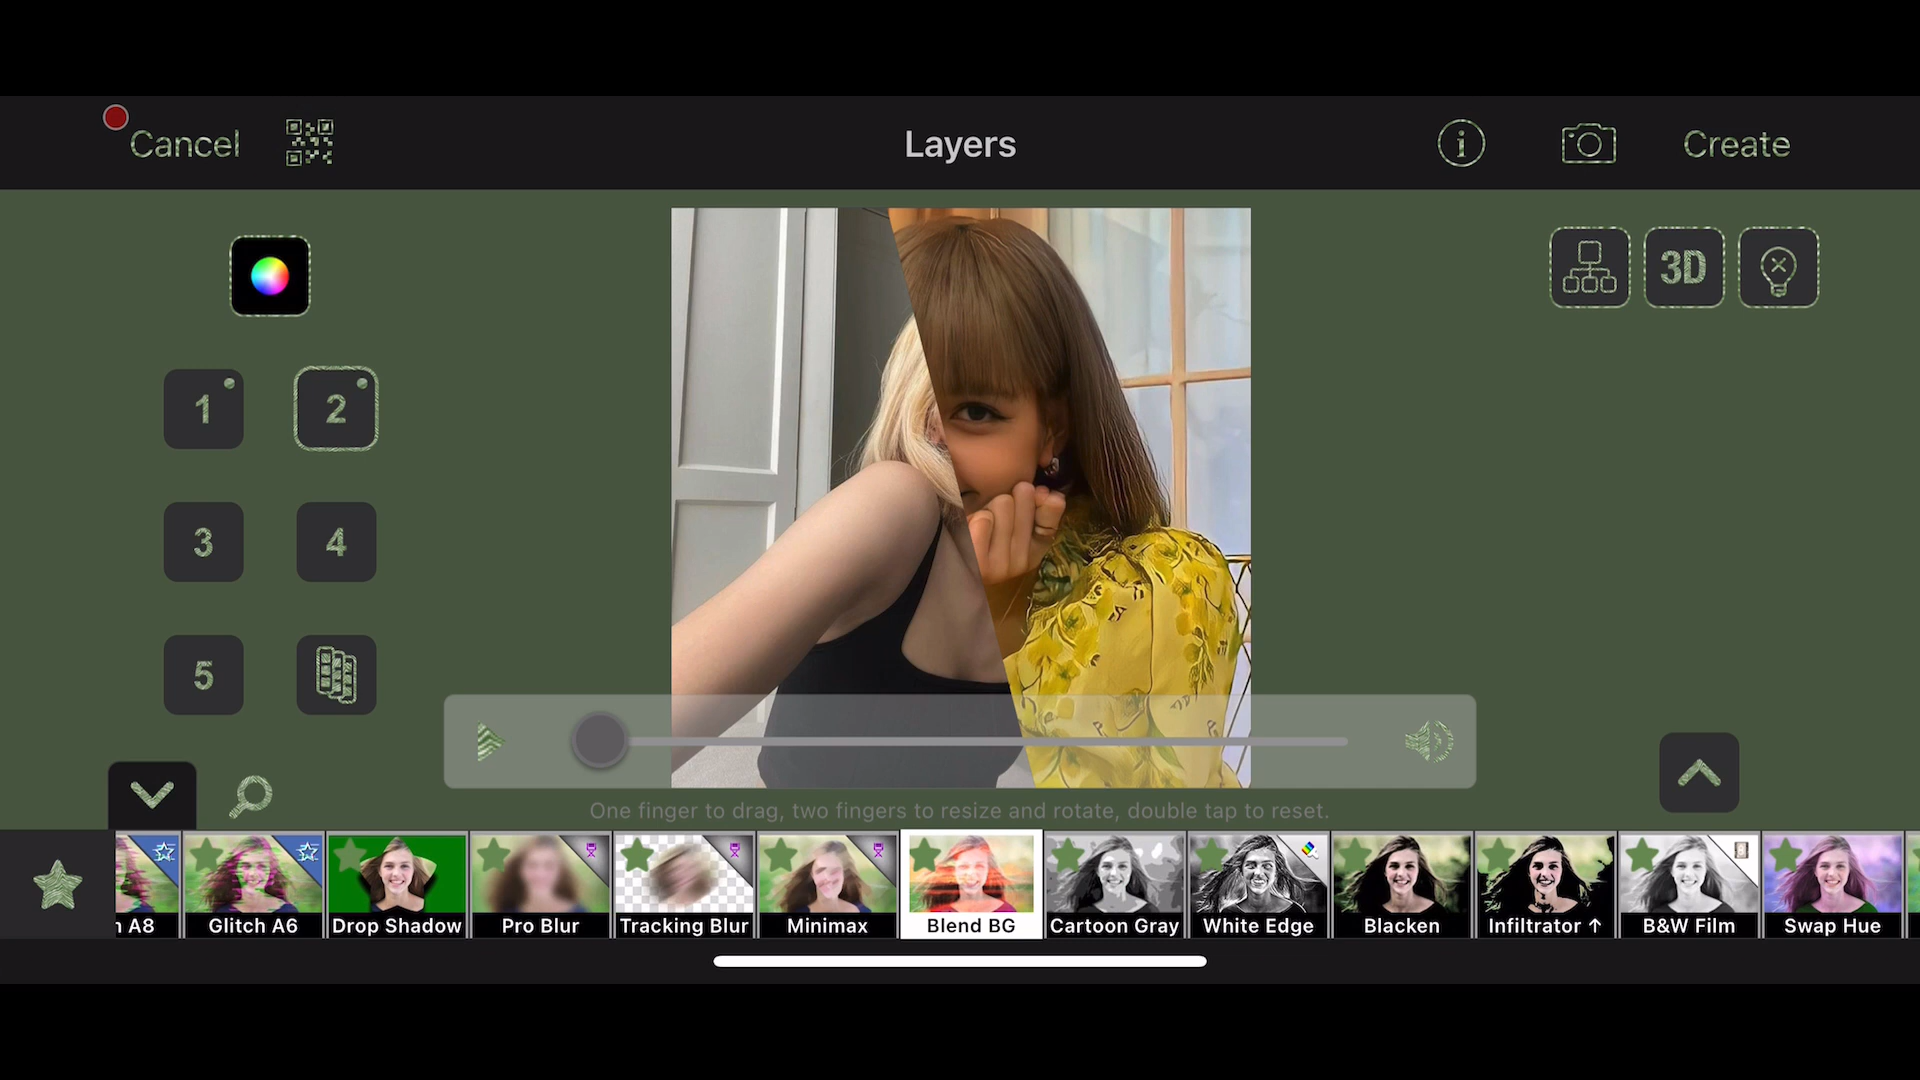 Cancel
Layers
Create
3D
1
2
3
4
5
One finger to drag, two fingers to resize and rotate, double tap to reset.
A8
Glitch A6
Drop Shadow
Pro Blur
Tracking Blur
Minimax
Blend BG
Cartoon Gray
White Edge
Blacken
Infiltrator ↑
B&W Film
Swap Hue